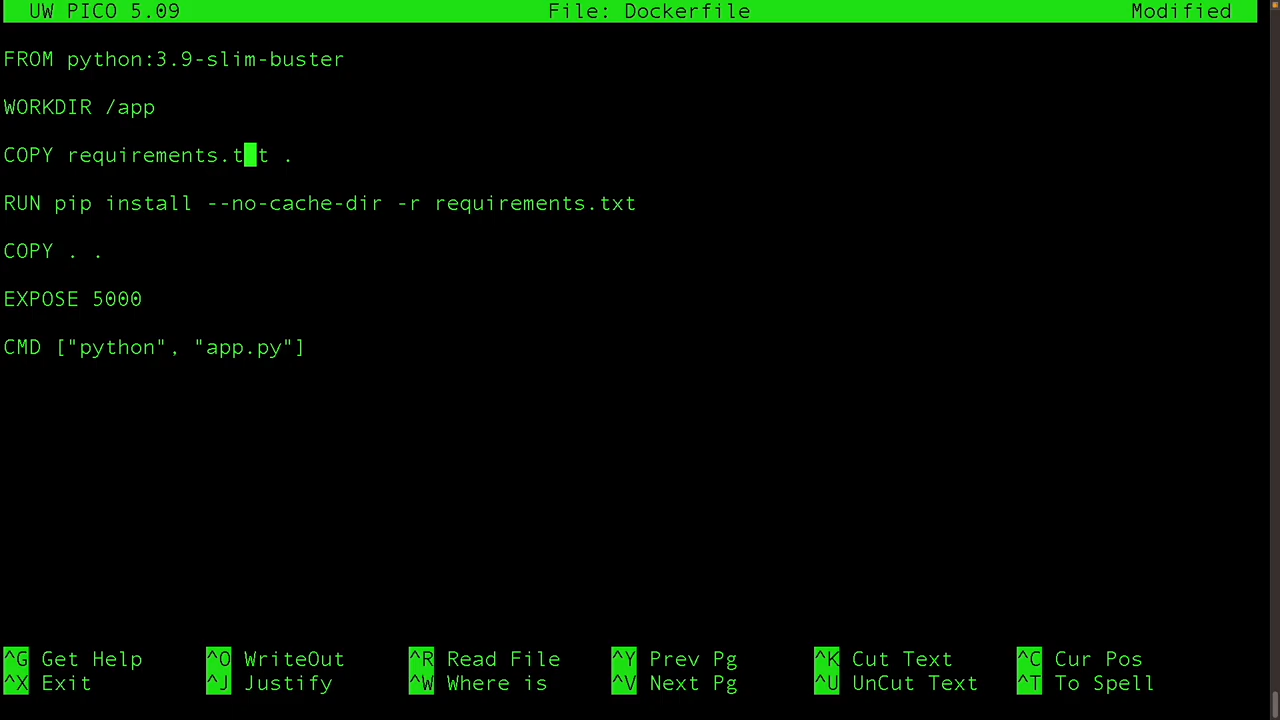 UW PICO 5.09 File: Dockerfile Modified
FROM python:3.9-slim-buster
WORKDIR /app
COPY requirements.t t .
RUN pip install --no-cache-dir -r requirements.txt
COPY . .
EXPOSE 5000
CMD ["python", "app.py"]
^G Get Help ^O WriteOut ^R Read File ^Y Prev Pg ^K Cut Text ^C Cur Pos
^X Exit ^J Justify ^W Where is ^V Next Pg ^U UnCut Text ^T To Spell